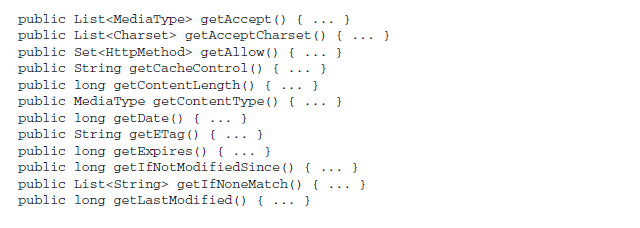 public List<MediaType> getAccept() { ... }
public List<Charset> getAcceptCharset() { ... }
public Set<HttpMethod> getAllow() { ... }
public String getCacheControl() { ... }
public long getContentLength() { ... }
public MediaType getContentType() { ... }
public long getDate() { ... }
public String getETag() { ... }
public long getExpires() { ... }
public long getIfNotModifiedSince() { ... }
public List<String> getIfNoneMatch() { ... }
public long getLastModified() { ... }